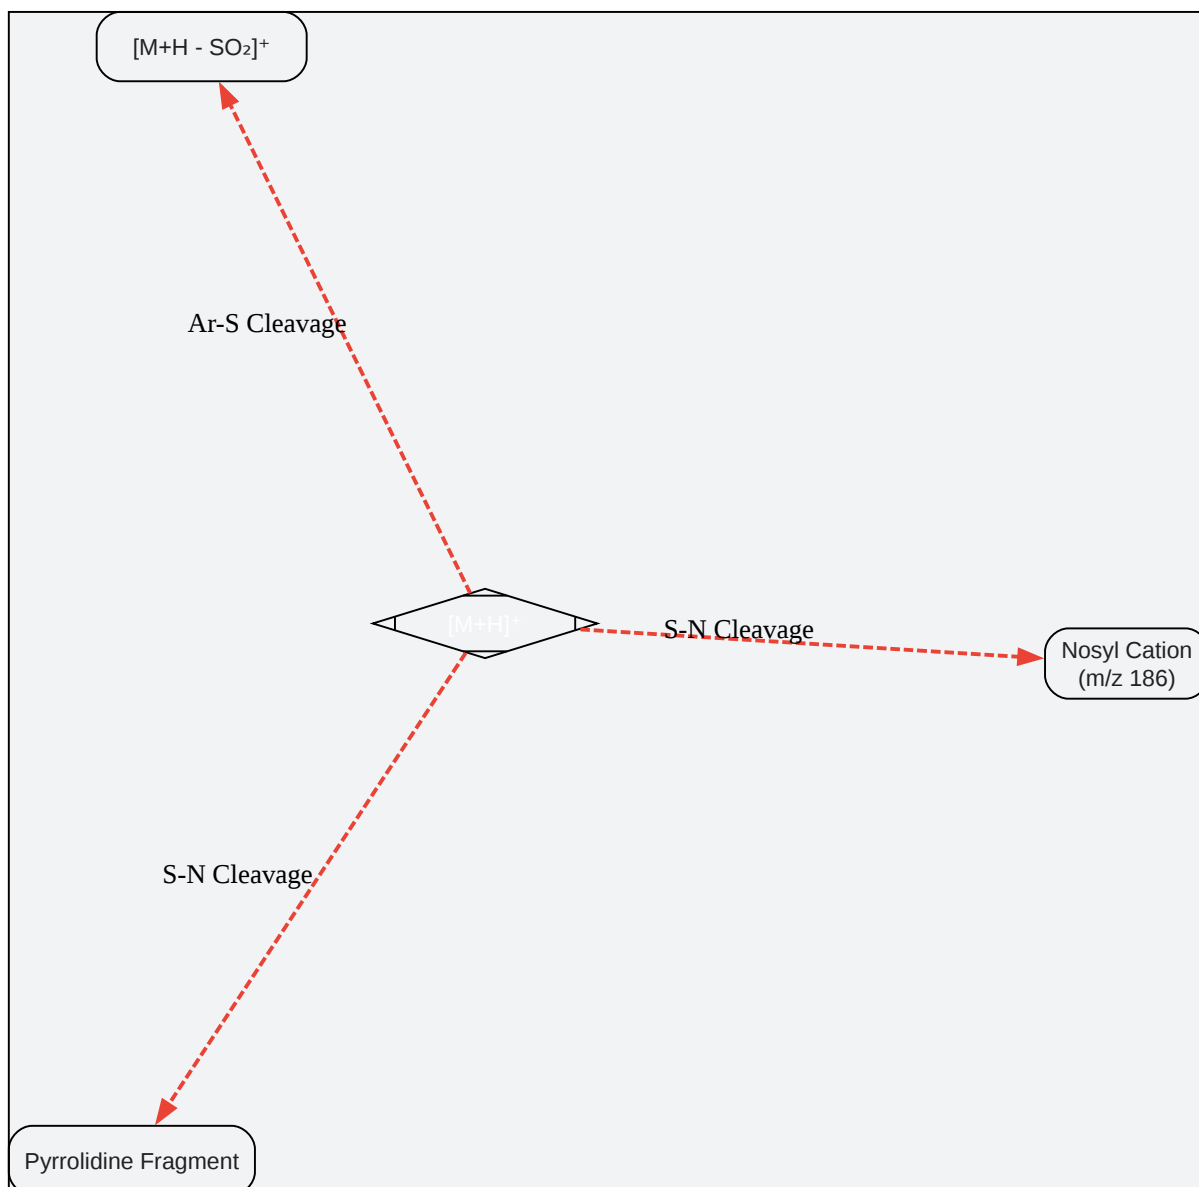 [M+H - SO₂]⁺
Ar-S Cleavage
[M+H]⁺
S-N Cleavage
Nosyl Cation
(m/z 186)
S-N Cleavage
Pyrrolidine Fragment